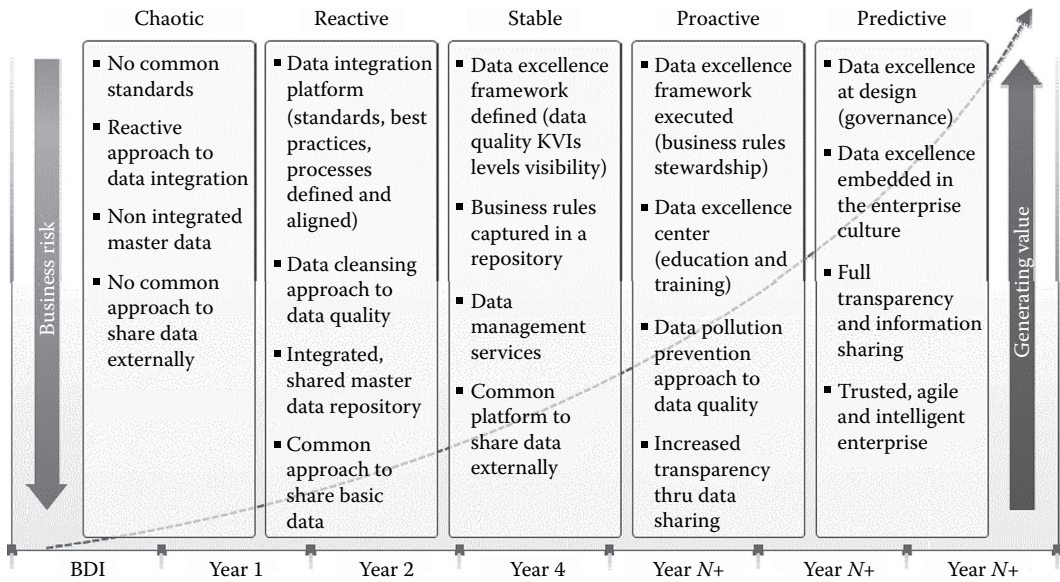 Chaotic
Reactive
Stable
Proactive
Predictive
Business risk
▪ No common
standards
▪ Reactive
approach to
data integration
▪ Non integrated
master data
▪ No common
approach to
share data
externally
▪ Data integration
platform
(standards, best
practices,
processes
defined and
aligned)
▪ Data cleansing
approach to
data quality
▪ Integrated,
shared master
data repository
▪ Common
approach to
share basic
data
▪ Data excellence
framework
defined (data
quality KVIs
levels visibility)
▪ Business rules
captured in a
repository
▪ Data
management
services
▪ Common
platform to
share data
externally
▪ Data excellence
framework
executed
(business rules
stewardship)
▪ Data excellence
center
(education and
training)
▪ Data pollution
prevention
approach to
data quality
▪ Increased
transparency
thru data
sharing
▪ Data excellence
at design
(governance)
▪ Data excellence
embedded in
the enterprise
culture
▪ Full
transparency
and information
sharing
▪ Trusted, agile
and intelligent
enterprise
Generating value
BDI
Year 1
Year 2
Year 4
Year N+
Year N+
Year N+